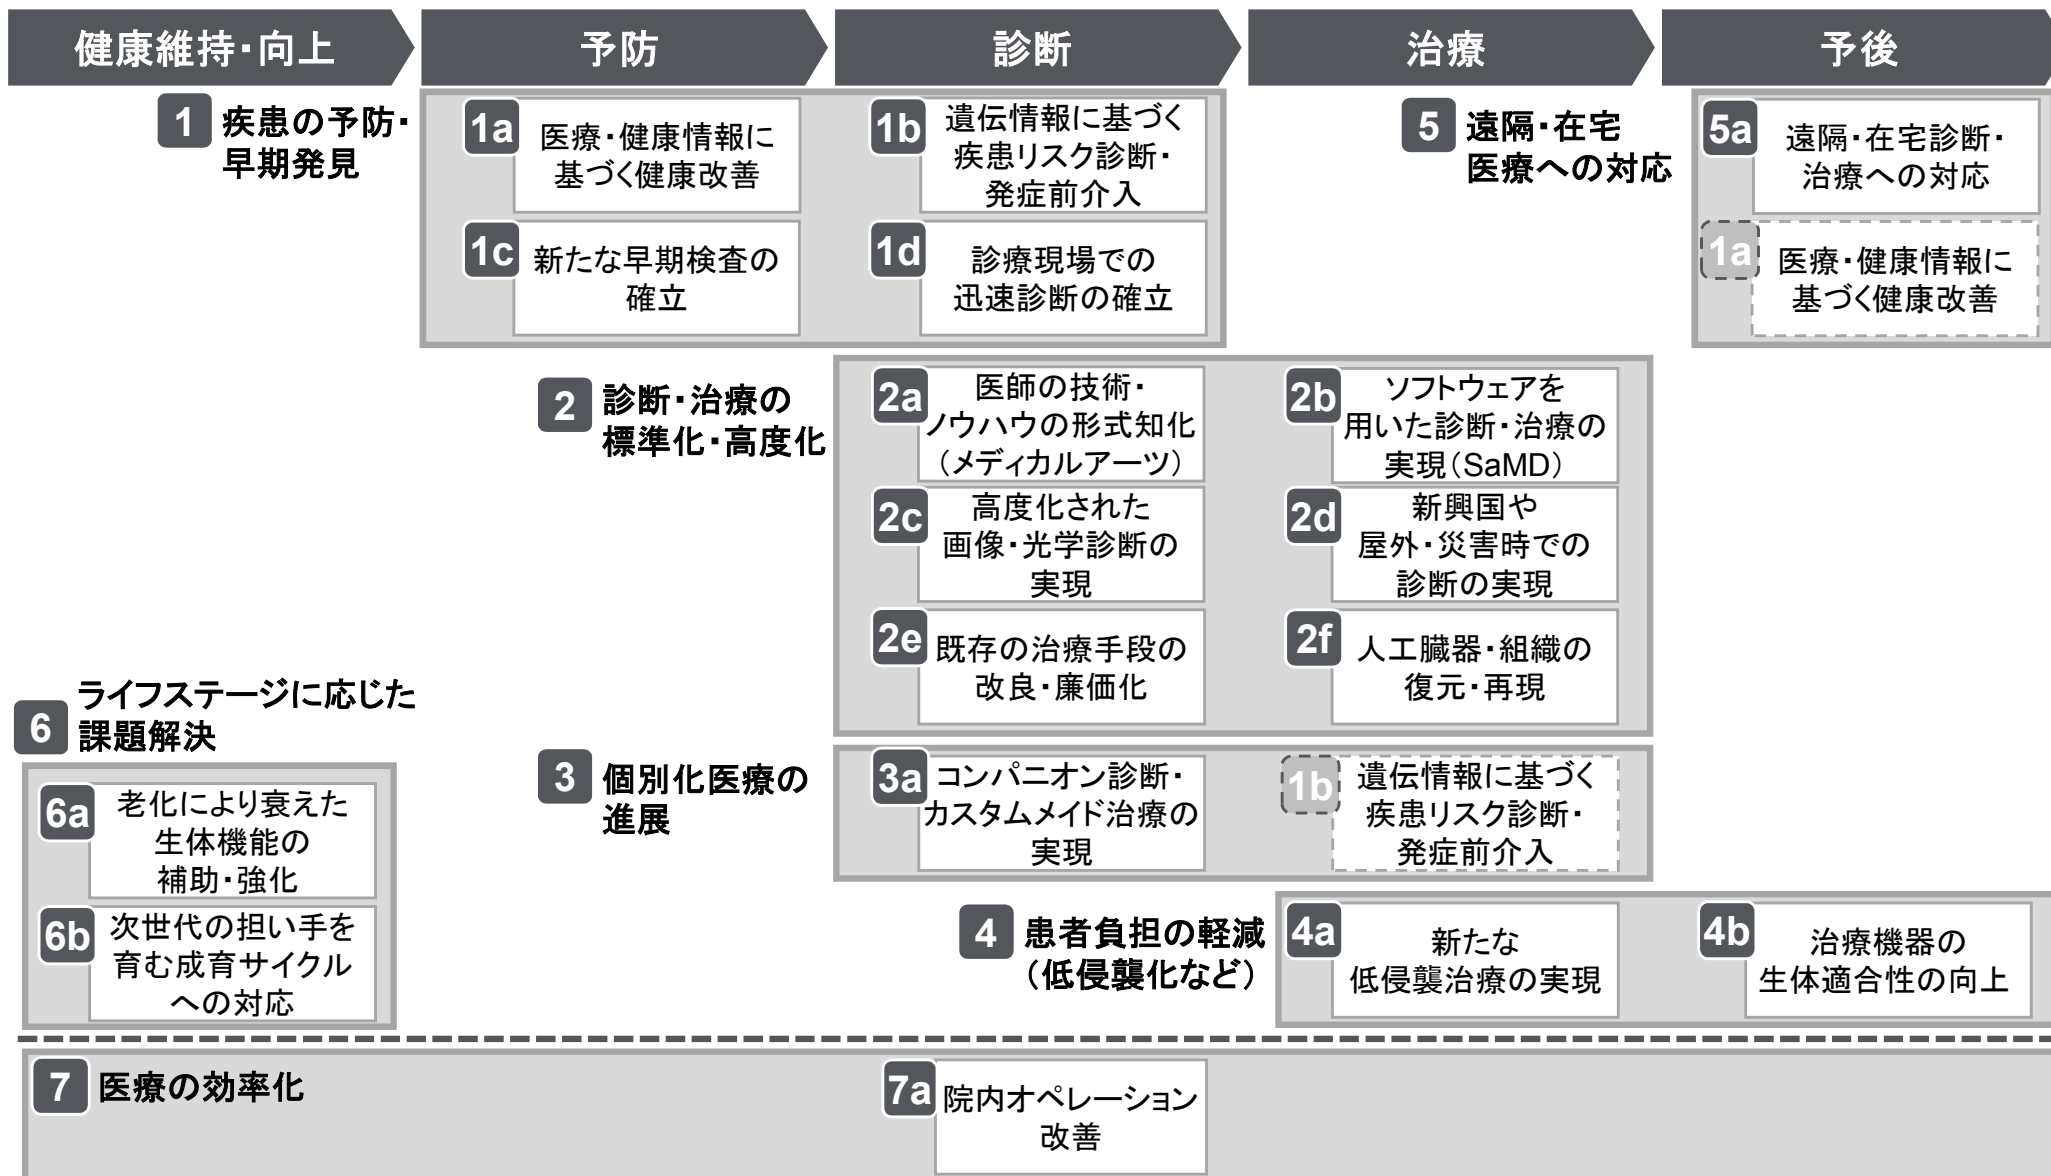 健康維持・向上
予防
診断
治療
予後
1
疾患の予防・
早期発見
1a
医療・健康情報に
基づく健康改善
1b
遺伝情報に基づく
疾患リスク診断・
発症前介入
1c
新たな早期検査の
確立
1d
診療現場での
迅速診断の確立
5
遠隔・在宅
医療への対応
5a
遠隔・在宅診断・
治療への対応
1a
医療・健康情報に
基づく健康改善
2
診断・治療の
標準化・高度化
2a
医師の技術・
ノウハウの形式知化
（メディカルアーツ）
2b
ソフトウェアを
用いた診断・治療の
実現（SaMD）
2c
高度化された
画像・光学診断の
実現
2d
新興国や
屋外・災害時での
診断の実現
2e
既存の治療手段の
改良・廉価化
2f
人工臓器・組織の
復元・再現
6
ライフステージに応じた
課題解決
6a
老化により衰えた
生体機能の
補助・強化
6b
次世代の担い手を
育む成育サイクル
への対応
3
個別化医療の
進展
3a
コンパニオン診断・
カスタムメイド治療の
実現
1b
遺伝情報に基づく
疾患リスク診断・
発症前介入
4
患者負担の軽減
（低侵襲化など）
4a
新たな
低侵襲治療の実現
4b
治療機器の
生体適合性の向上
7
医療の効率化
7a
院内オペレーション
改善